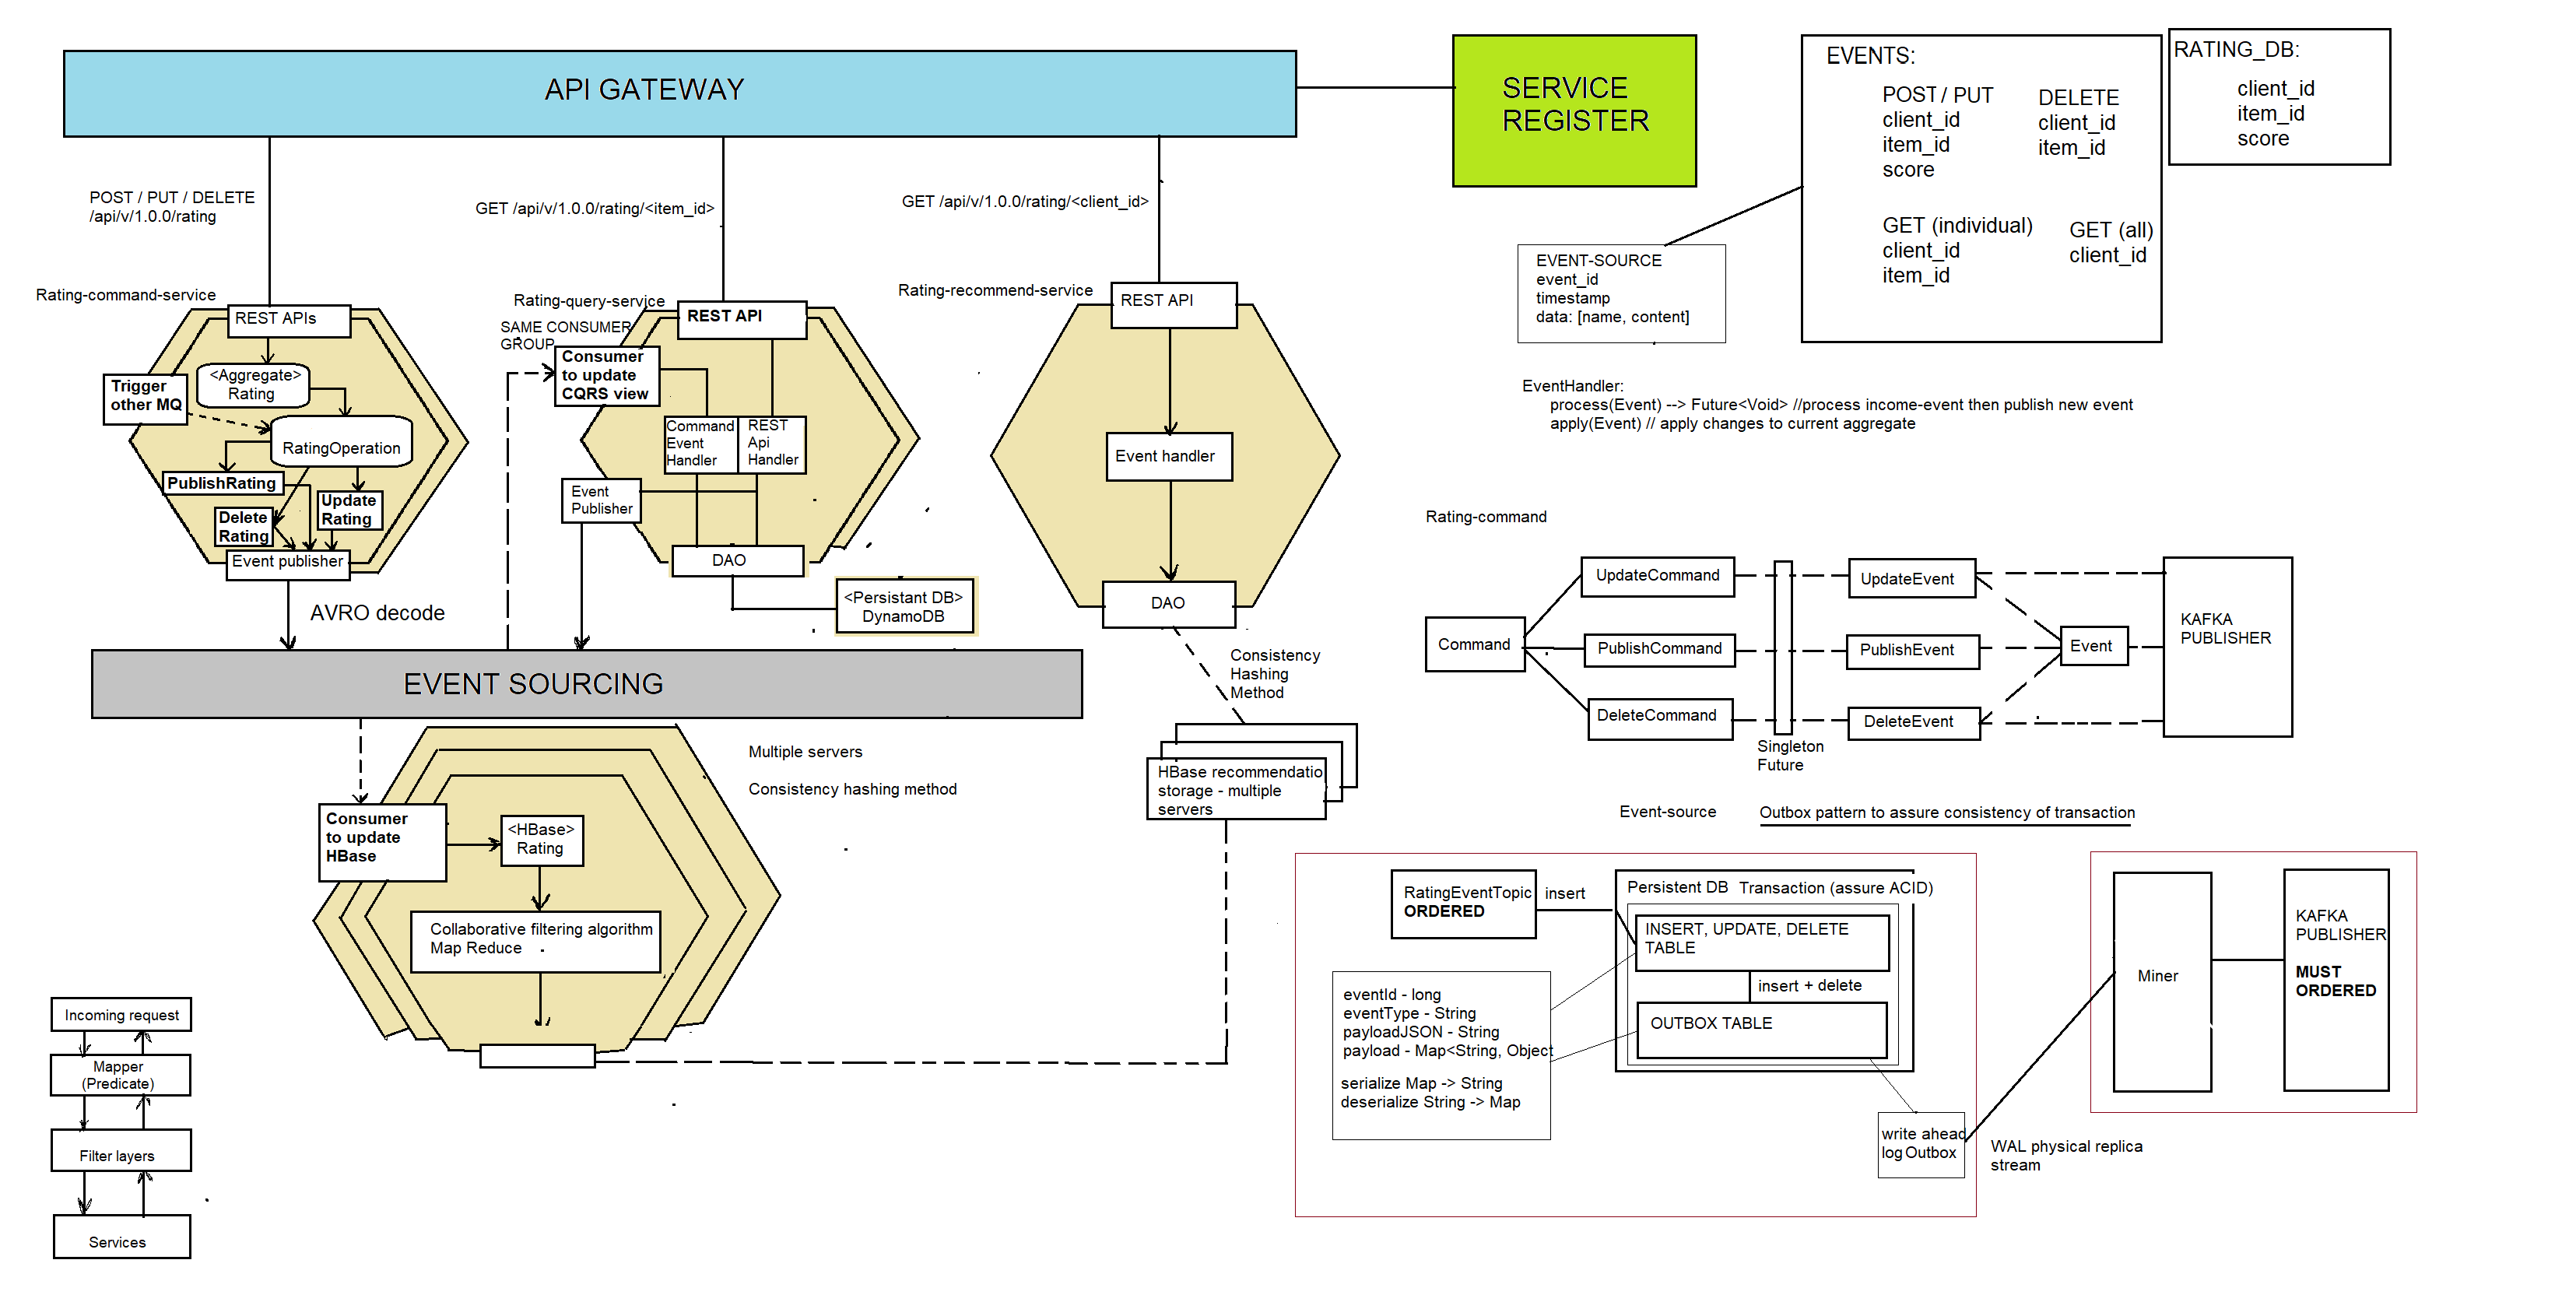 API GATEWAY
SERVICE
REGISTER
EVENTS:
POST / PUT
client_id
item_id
score
DELETE
client_id
item_id
GET (individual)
client_id
item_id
GET (all)
client_id
RATING_DB:
client_id
item_id
score
POST / PUT / DELETE
/api/v/1.0.0/rating
GET /api/v/1.0.0/rating/<item_id>
GET /api/v/1.0.0/rating/<client_id>
EVENT-SOURCE
event_id
timestamp
data: [name, content]
EventHandler:
process(Event) --> Future<Void> //process income-event then publish new event
apply(Event) // apply changes to current aggregate
Rating-command-service
REST APIs
<Aggregate>
Rating
Trigger
other MQ
RatingOperation
PublishRating
Update
Rating
Delete
Rating
Event publisher
AVRO decode
Rating-query-service
SAME CONSUMER
GROUP
REST API
Consumer
to update
CQRS view
Command
Event
Handler
REST
Api
Handler
Event
Publisher
DAO
<Persistant DB>
DynamoDB
Rating-recommend-service
REST API
Event handler
DAO
Consistency
Hashing
Method
HBase recommendatio
storage - multiple
servers
EVENT SOURCING
Multiple servers
Consistency hashing method
Consumer
to update
HBase
<HBase>
Rating
Collaborative filtering algorithm
Map Reduce
Incoming request
Mapper
(Predicate)
Filter layers
Services
Rating-command
Command
UpdateCommand
PublishCommand
DeleteCommand
Singleton
Future
UpdateEvent
PublishEvent
DeleteEvent
Event
KAFKA
PUBLISHER
Event-source
Outbox pattern to assure consistency of transaction
RatingEventTopic
ORDERED
insert
Persistent DB Transaction (assure ACID)
INSERT, UPDATE, DELETE
TABLE
insert + delete
OUTBOX TABLE
eventId - long
eventType - String
payloadJSON - String
payload - Map<String, Object
serialize Map -> String
deserialize String -> Map
write ahead
log Outbox
WAL physical replica
stream
Miner
KAFKA
PUBLISHER
MUST
ORDERED